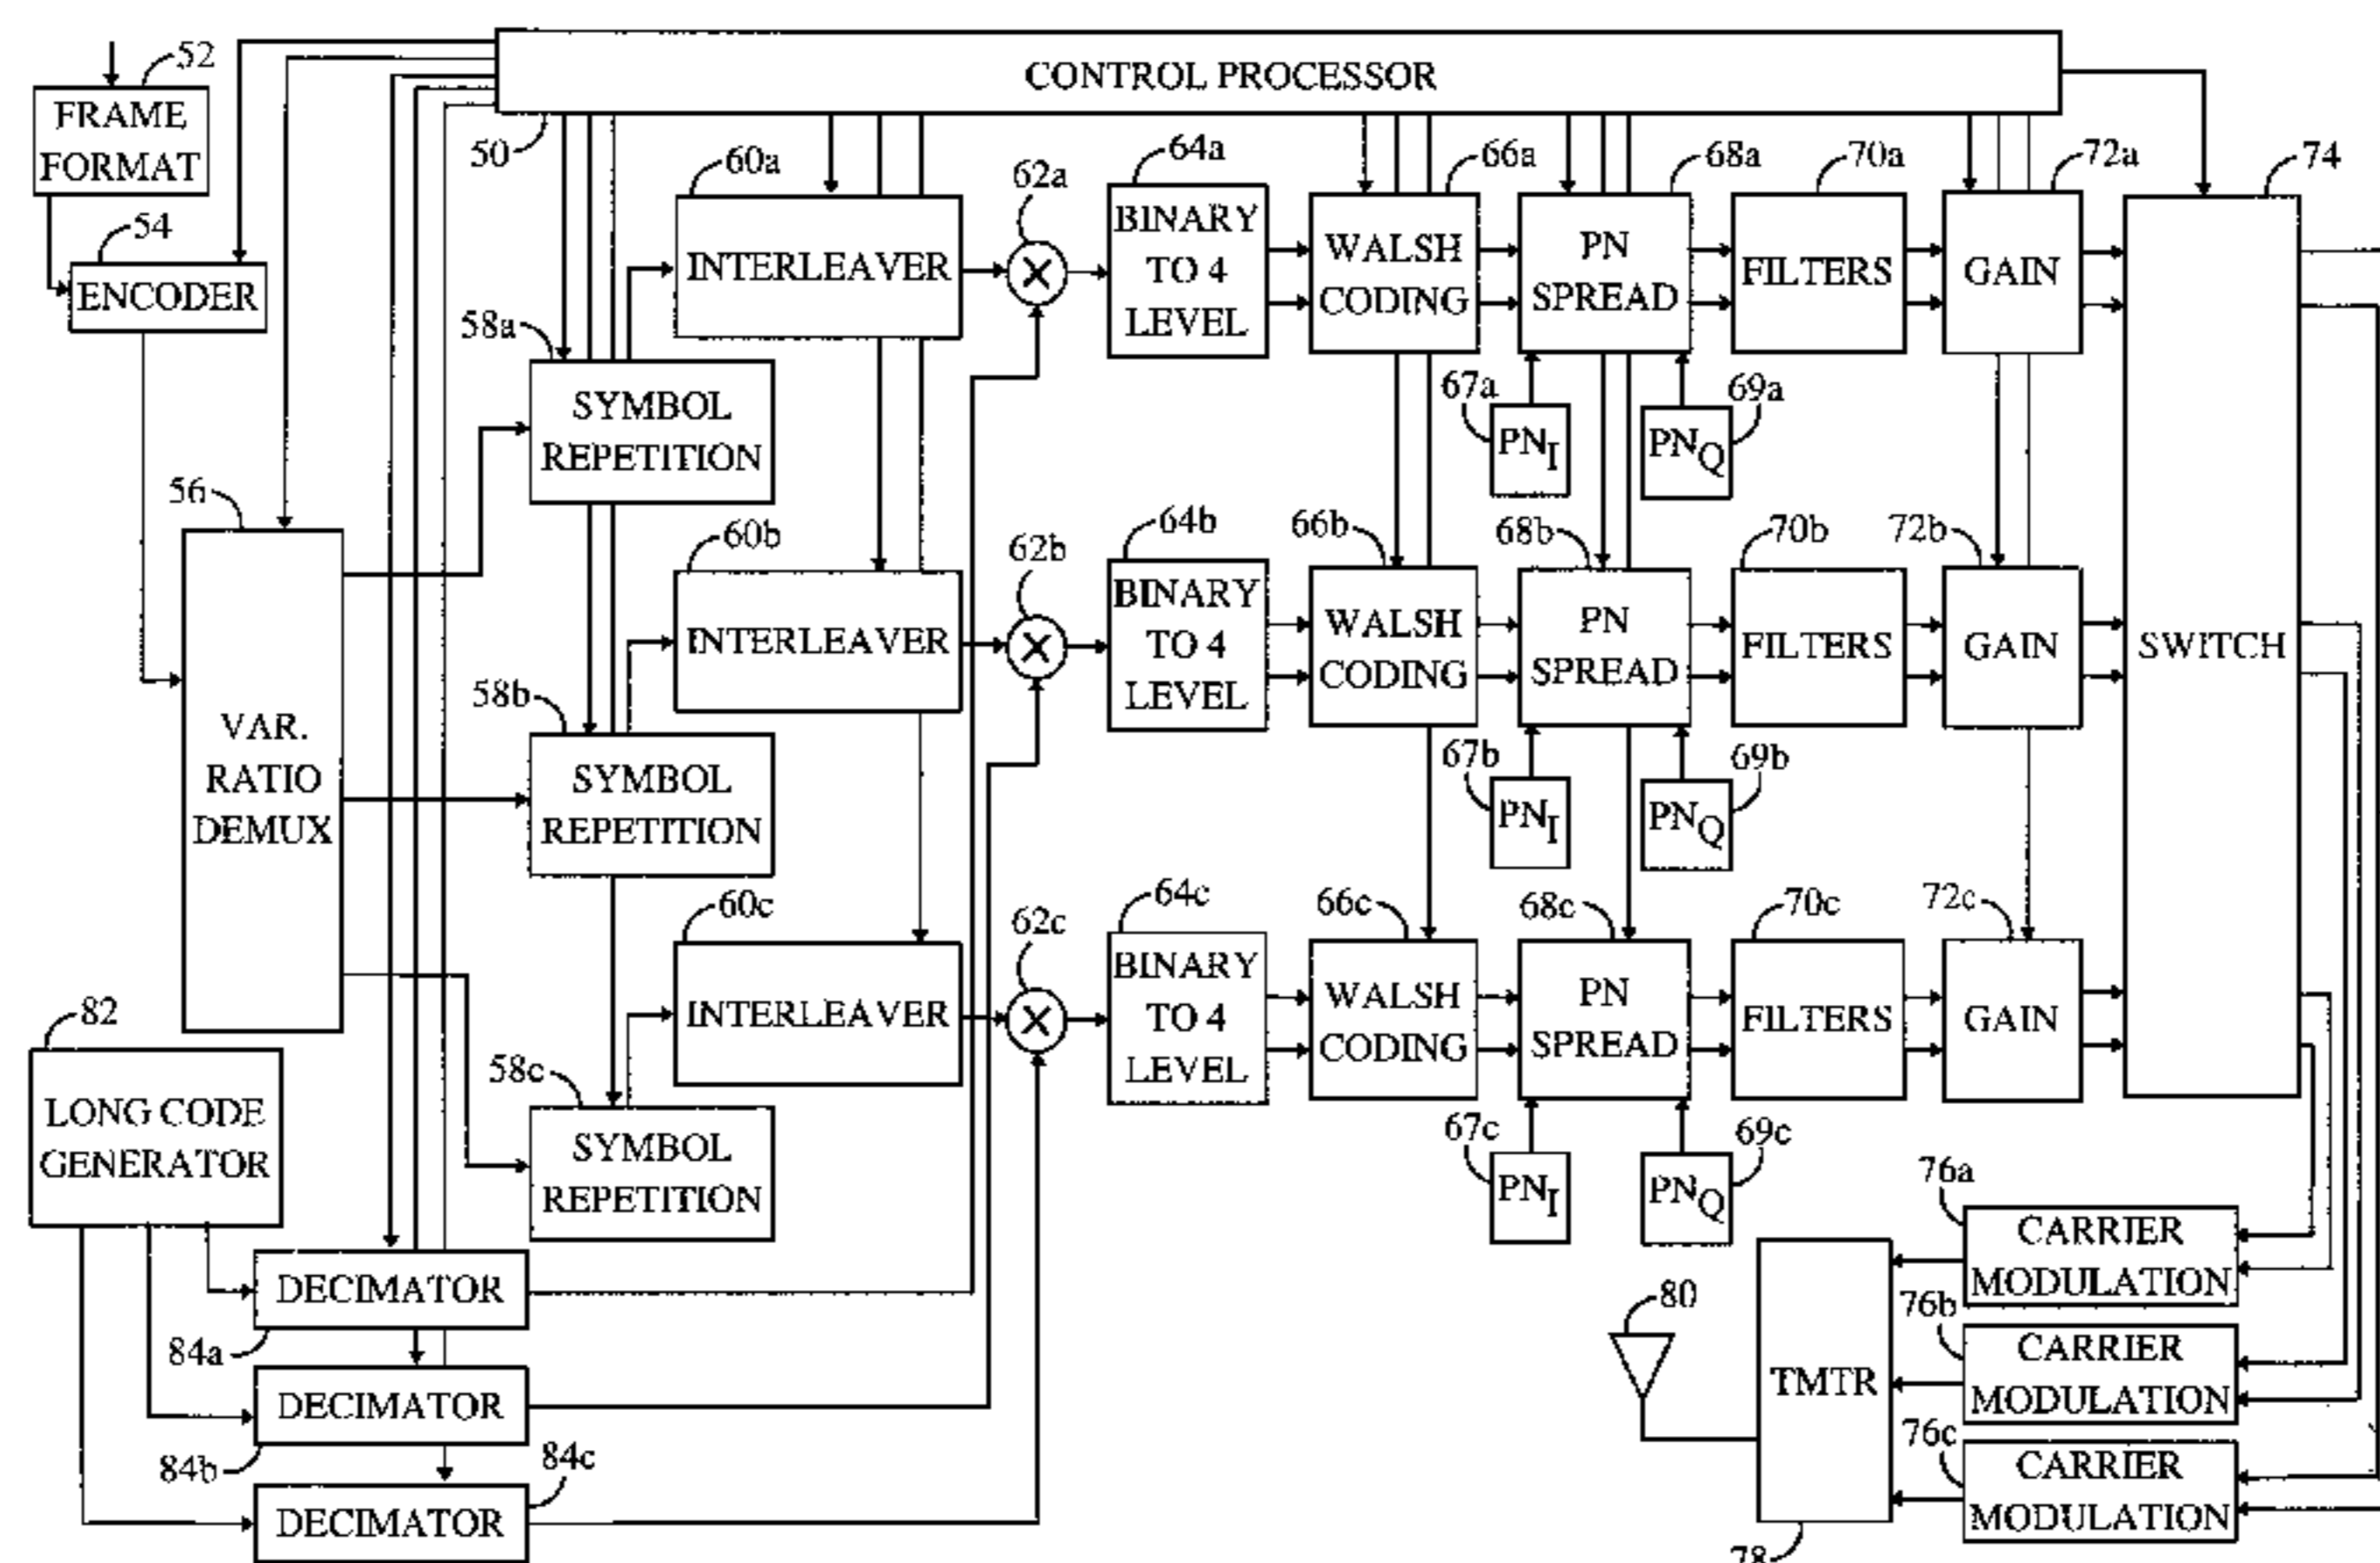 CONTROL PROCESSOR
50
52
FRAME
FORMAT
54
ENCODER
56
VAR.
RATIO
DEMUX
58a
SYMBOL
REPETITION
60a
INTERLEAVER
62a
64a
BINARY
TO 4
LEVEL
66a
WALSH
CODING
68a
PN
SPREAD
67a
PNI
69a
PNQ
70a
FILTERS
72a
GAIN
74
SWITCH
58b
SYMBOL
REPETITION
60b
INTERLEAVER
62b
64b
BINARY
TO 4
LEVEL
66b
WALSH
CODING
68b
PN
SPREAD
67b
PNI
69b
PNQ
70b
FILTERS
72b
GAIN
58c
SYMBOL
REPETITION
60c
INTERLEAVER
62c
64c
BINARY
TO 4
LEVEL
66c
WALSH
CODING
68c
PN
SPREAD
67c
PNI
69c
PNQ
70c
FILTERS
72c
GAIN
82
LONG CODE
GENERATOR
DECIMATOR
84a
DECIMATOR
84b
84c
DECIMATOR
76a
CARRIER
MODULATION
76b
CARRIER
MODULATION
76c
CARRIER
MODULATION
TMTR
78
80